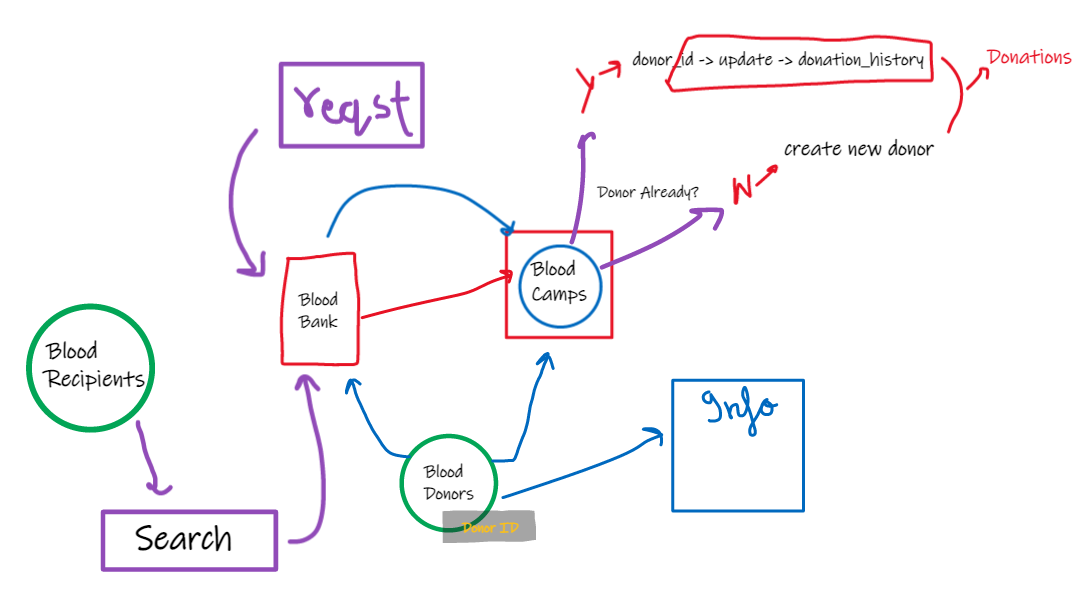 donor_id -> update -> donation_history
Donations
Y
reqst
create new donor
Donor Already?
N
Blood
Camps
Blood
Bank
Blood
Recipients
Info
Blood
Donors
Donor ID
Search